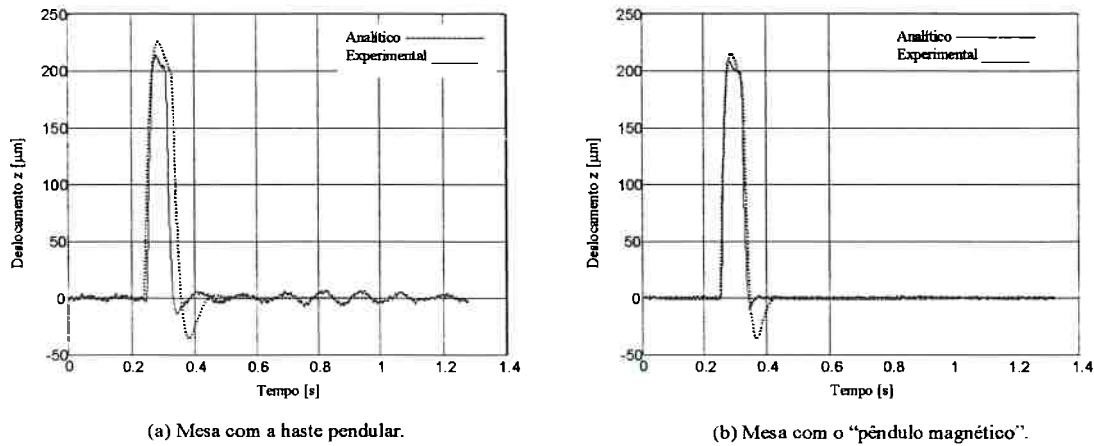 250
200
150
100
50
0
-50
0 0.2 0.4 0.6 0.8 1 1.2 1.4
Deslocamento z [μm]
Tempo [s]
Analítico
Experimental
(a) Mesa com a haste pendular.
250
200
150
100
50
0
-50
0 0.2 0.4 0.6 0.8 1 1.2 1.4
Deslocamento z [μm]
Tempo [s]
Analítico
Experimental
(b) Mesa com o “pêndulo magnético”.